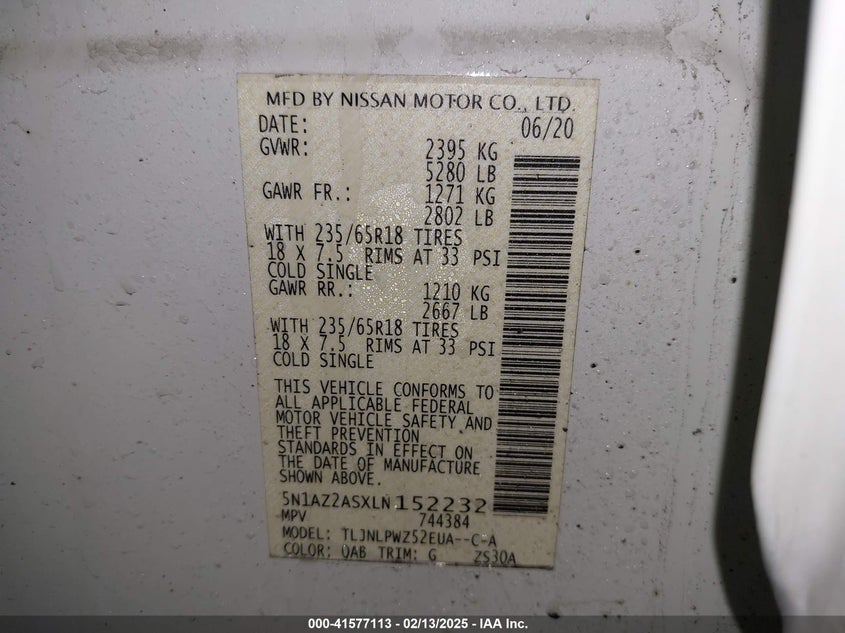 MFD BY NISSAN MOTOR CO., LTD.
DATE: 06/20
GVWR: 2395 KG
5280 LB
GAWR FR.: 1271 KG
2802 LB
WITH 235/65R18 TIRES
18 X 7.5 RIMS AT 33 PSI
COLD SINGLE
GAWR RR.: 1210 KG
2667 LB
WITH 235/65R18 TIRES
18 X 7.5 RIMS AT 33 PSI
COLD SINGLE
THIS VEHICLE CONFORMS TO
ALL APPLICABLE FEDERAL
MOTOR VEHICLE SAFETY AND
THEFT PREVENTION
STANDARDS IN EFFECT ON
THE DATE OF MANUFACTURE
SHOWN ABOVE.
5N1AZ2ASXLN152232
MPV 744384
MODEL: TLJNLPWZ52EUA--C-A
COLOR: QAB TRIM: G ZS30A
000-41577113 - 02/13/2025 - IAA Inc.